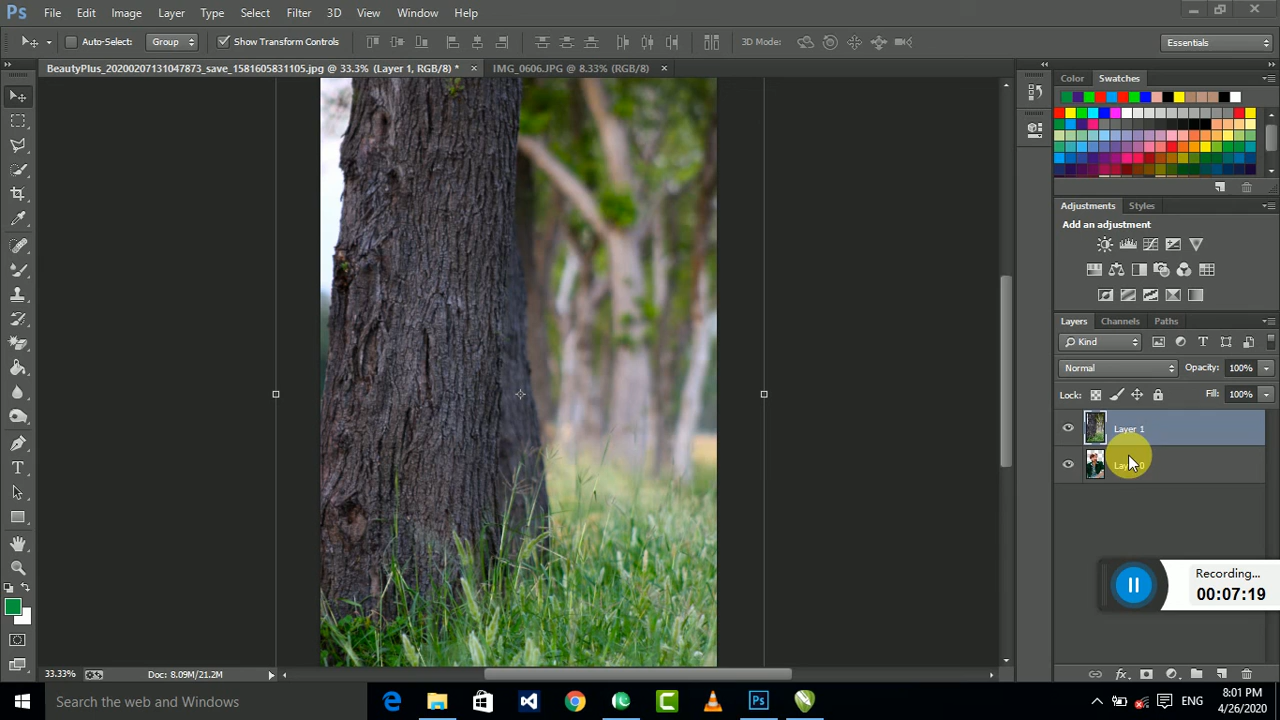 Ps File Edit Image Layer Type Select Filter 3D View Window Help
Auto-Select: Group Show Transform Controls 3D Mode: Essentials
BeautyPlus_20200207131047873_save_1581605831105.jpg @ 33.3% (Layer 1, RGB/8) * IMG_0606.JPG @ 8.33% (RGB/8)
Color Swatches
Adjustments Styles
Add an adjustment
Layers Channels Paths
Kind
Normal Opacity: 100%
Lock: Fill: 100%
Layer 1
Layer 0
Recording...
00:07:19
33.33% Doc: 8.09M/21.2M
Search the web and Windows
ENG
8:01 PM
4/26/2020